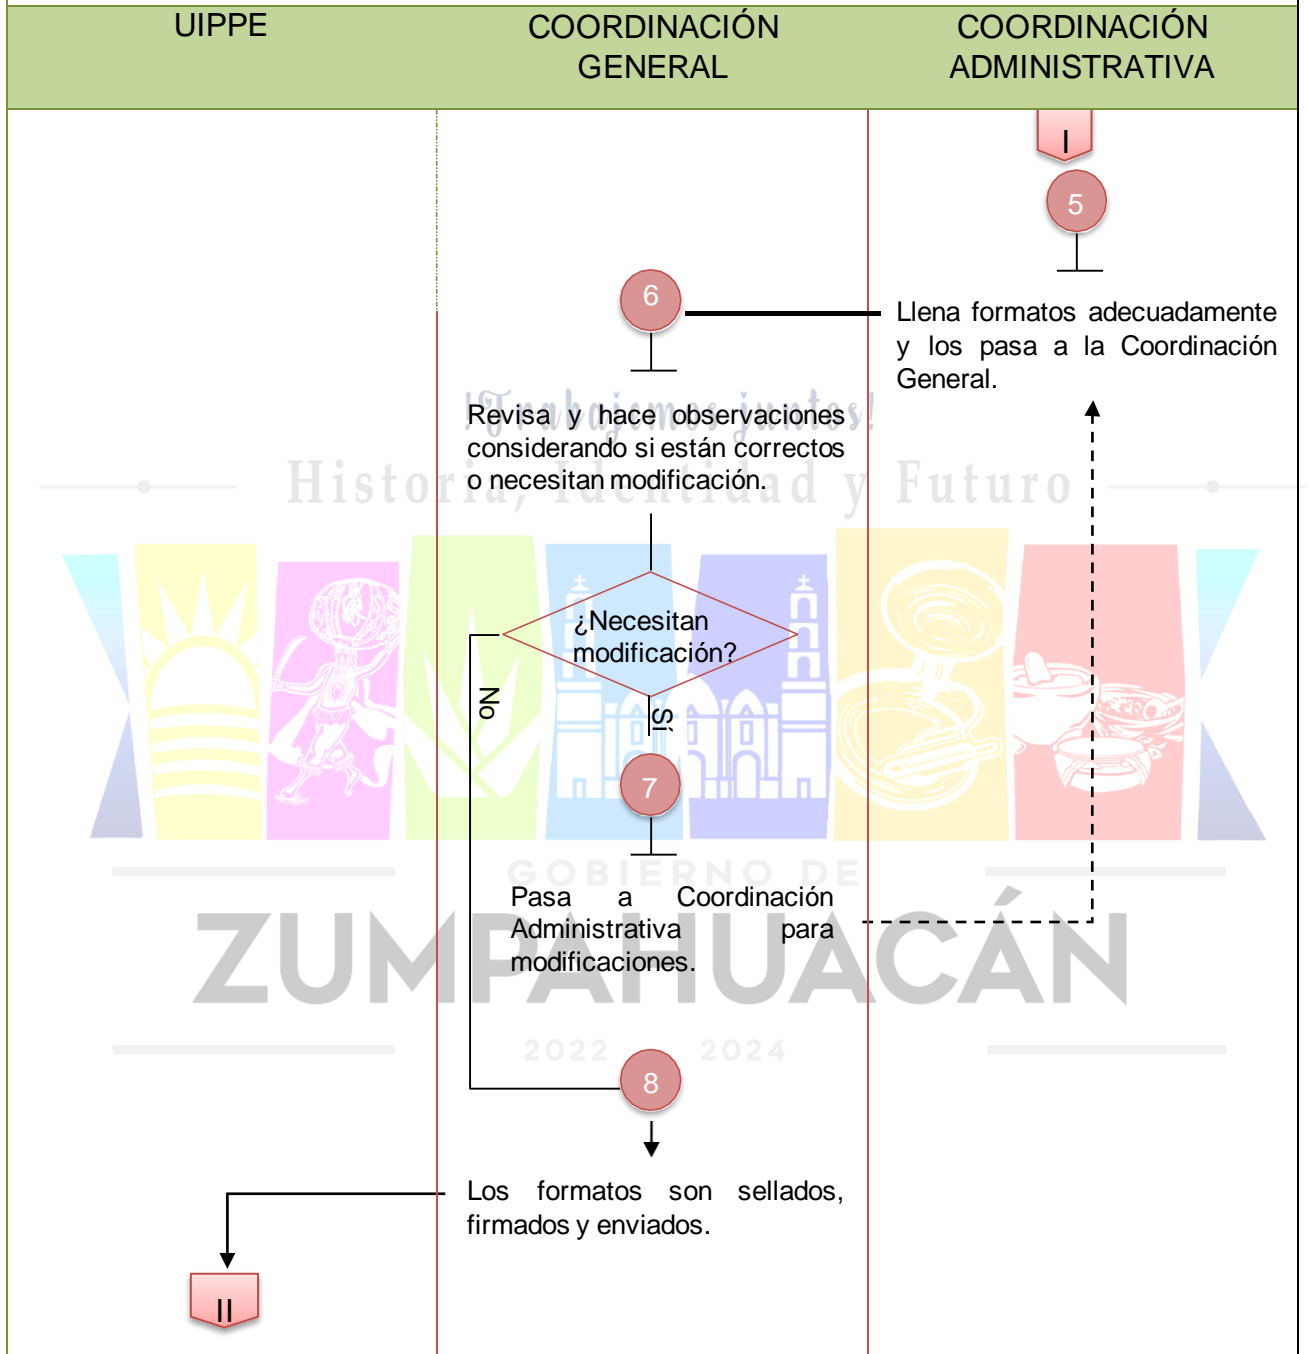 UIPPE
COORDINACIÓN
GENERAL
COORDINACIÓN
ADMINISTRATIVA
I
5
Llena formatos adecuadamente
y los pasa a la Coordinación
General.
6
!Trabajemos juntos!
Revisa y hace observaciones
considerando si están correctos
o necesitan modificación.
Historia, Identidad y Futuro
¿Necesitan
modificación?
No
Sí
7
GOBIERNO DE
Pasa a Coordinación
Administrativa para
modificaciones.
ZUMPAHUACÁN
2022 2024
8
Los formatos son sellados,
firmados y enviados.
II